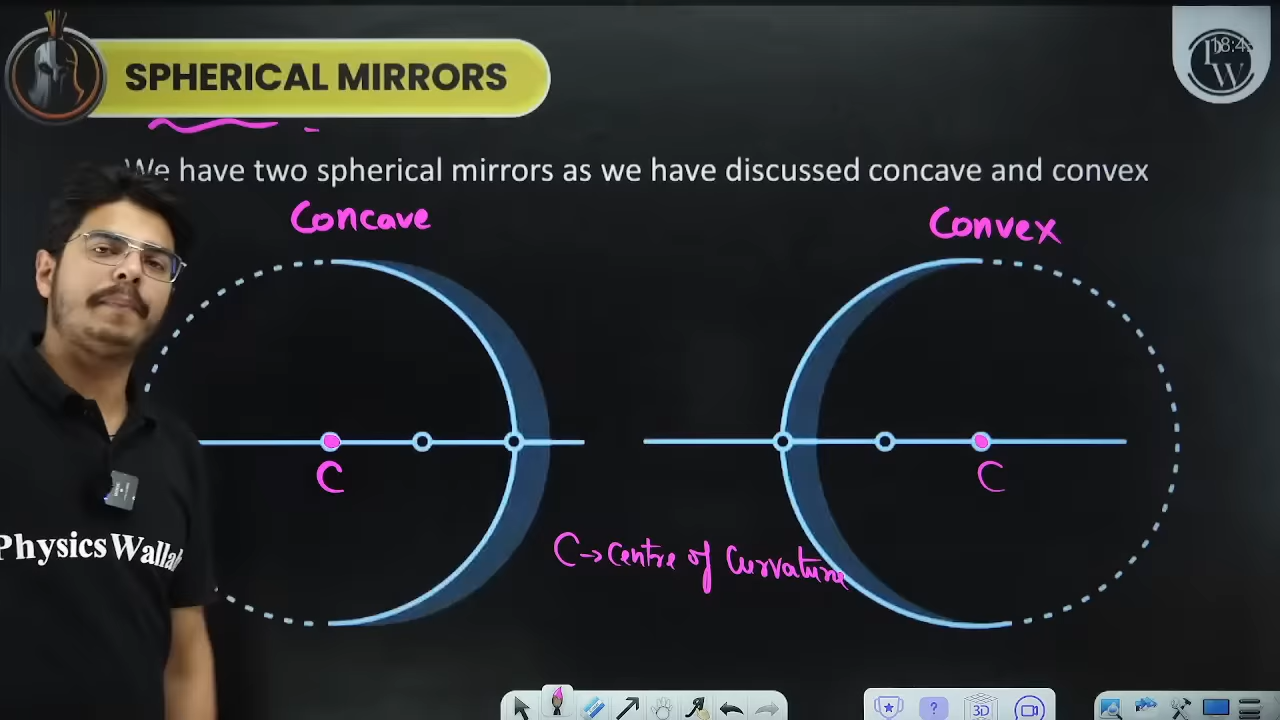 SPHERICAL MIRRORS
We have two spherical mirrors as we have discussed concave and convex
Concave
Convex
C
C
C→centre of Curvature
Physics Wallah
3D